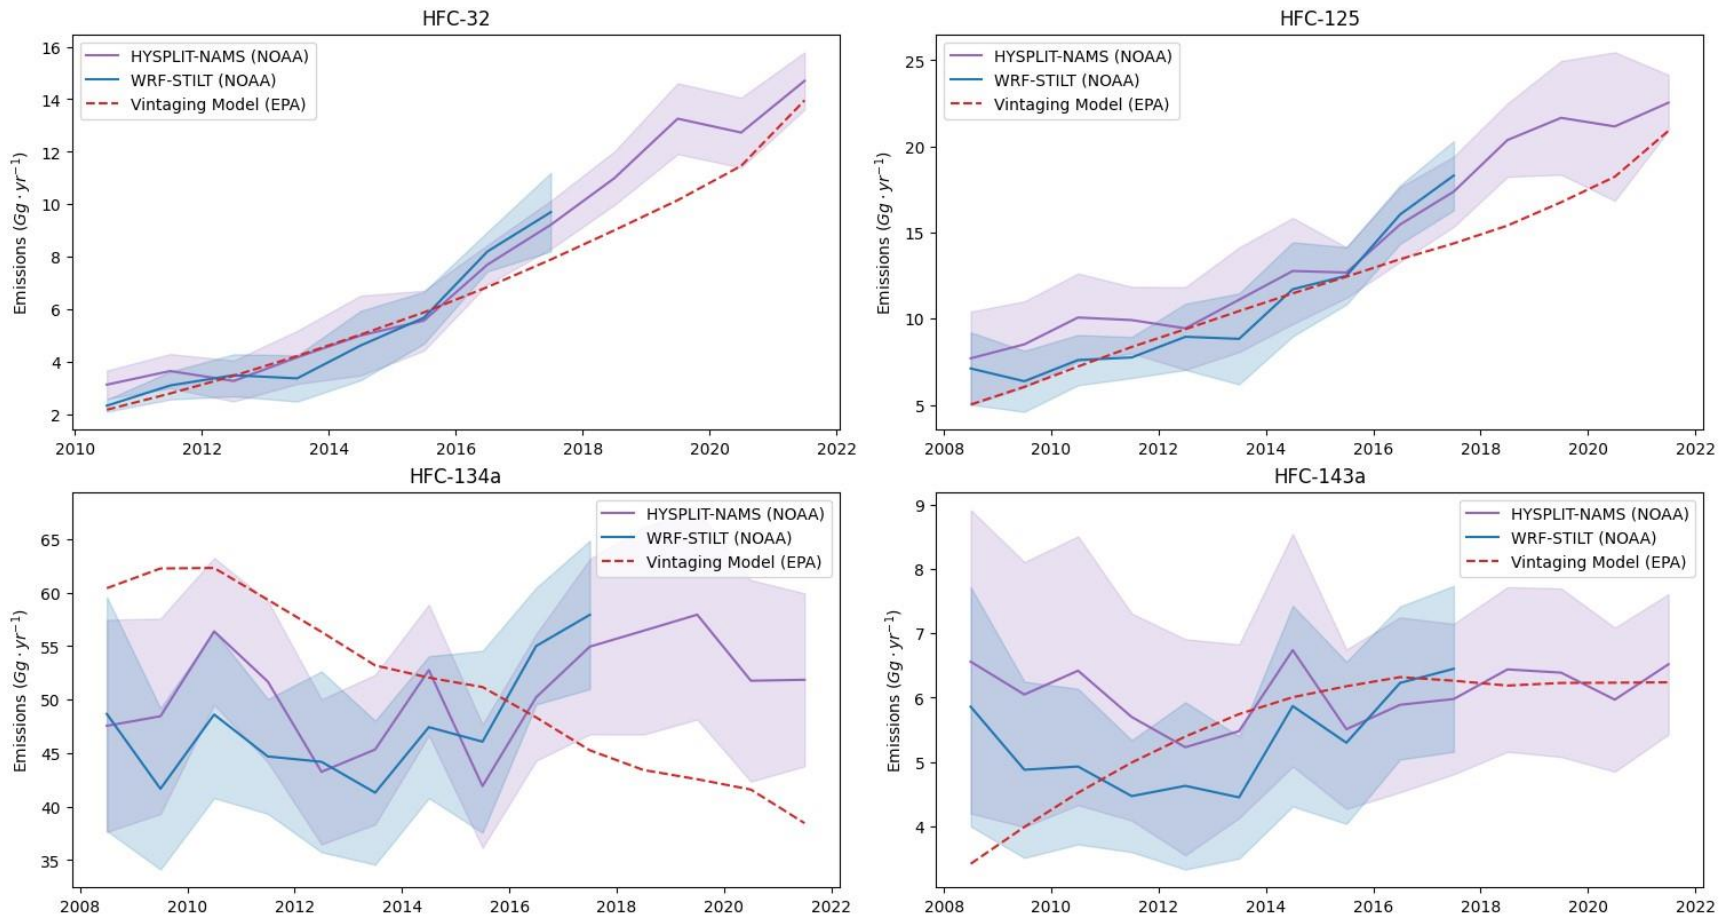 HFC-32
HYSPLIT-NAMS (NOAA)
WRF-STILT (NOAA)
Vintaging Model (EPA)
Emissions (Gg · yr⁻¹)
16
14
12
10
8
6
4
2
2010 2012 2014 2016 2018 2020 2022
HFC-125
HYSPLIT-NAMS (NOAA)
WRF-STILT (NOAA)
Vintaging Model (EPA)
Emissions (Gg · yr⁻¹)
25
20
15
10
5
2008 2010 2012 2014 2016 2018 2020 2022
HFC-134a
HYSPLIT-NAMS (NOAA)
WRF-STILT (NOAA)
Vintaging Model (EPA)
Emissions (Gg · yr⁻¹)
65
60
55
50
45
40
35
2008 2010 2012 2014 2016 2018 2020 2022
HFC-143a
HYSPLIT-NAMS (NOAA)
WRF-STILT (NOAA)
Vintaging Model (EPA)
Emissions (Gg · yr⁻¹)
9
8
7
6
5
4
2008 2010 2012 2014 2016 2018 2020 2022